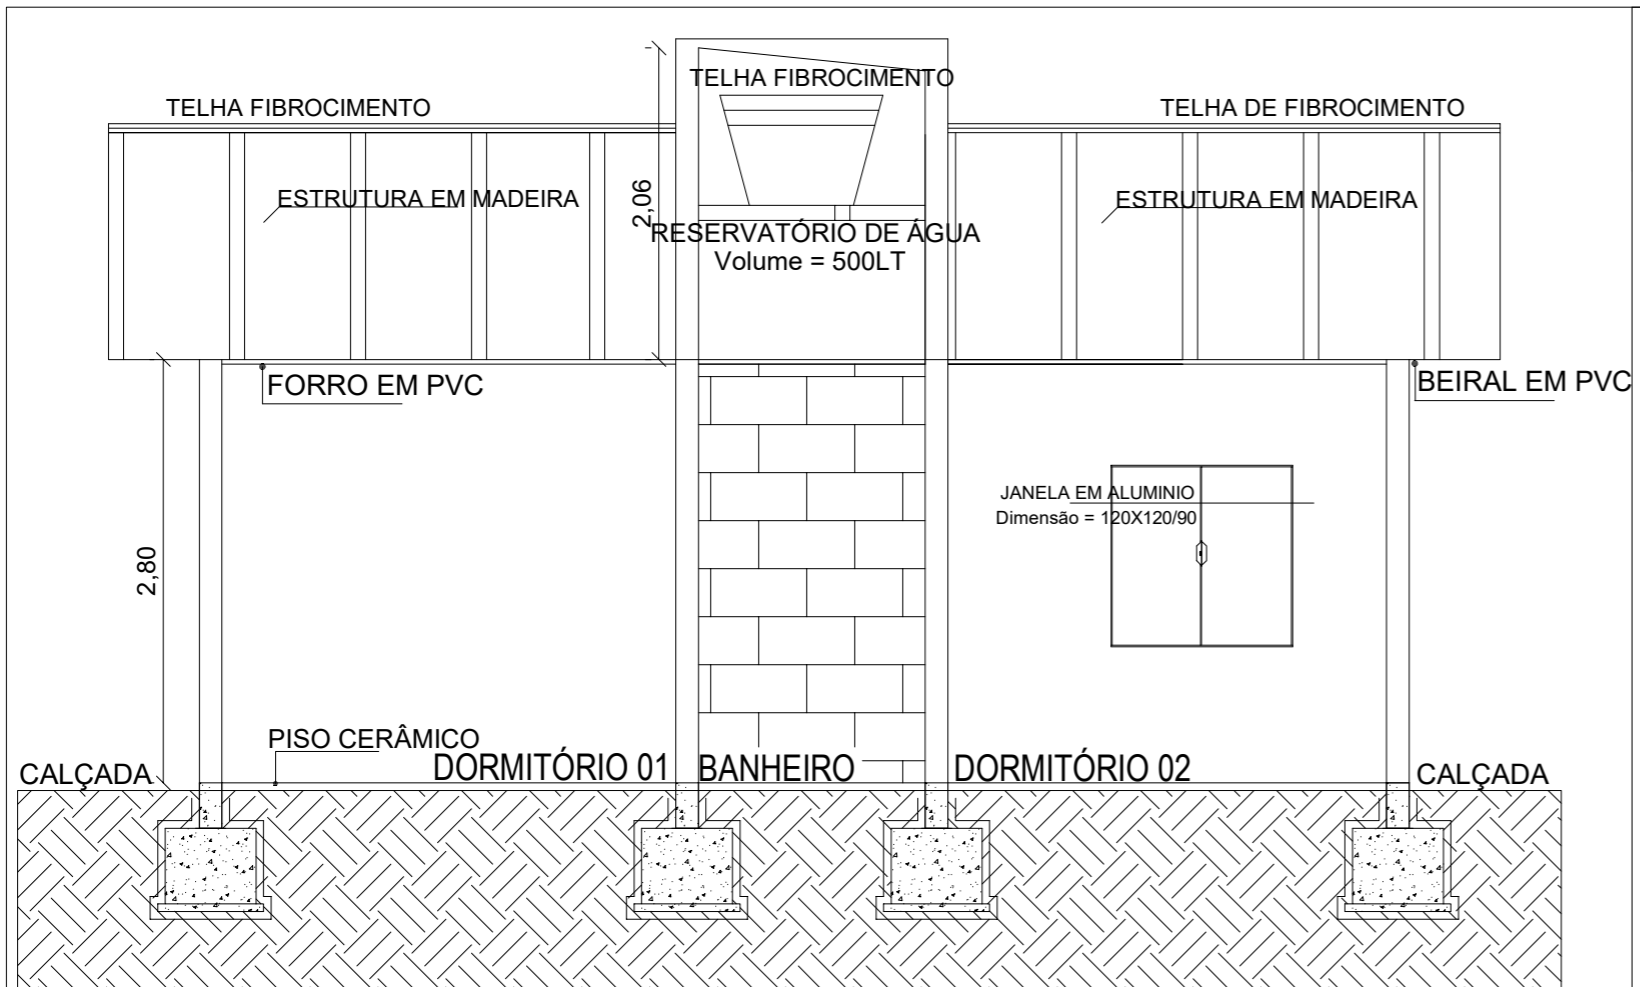 TELHA FIBROCIMENTO
TELHA FIBROCIMENTO
TELHA DE FIBROCIMENTO
ESTRUTURA EM MADEIRA
2,06
ESTRUTURA EM MADEIRA
RESERVATÓRIO DE ÁGUA
Volume = 500LT
FORRO EM PVC
BEIRAL EM PVC
JANELA EM ALUMINIO
Dimensão = 120X120/90
2,80
PISO CERÂMICO
DORMITÓRIO 01
BANHEIRO
DORMITÓRIO 02
CALÇADA
CALÇADA